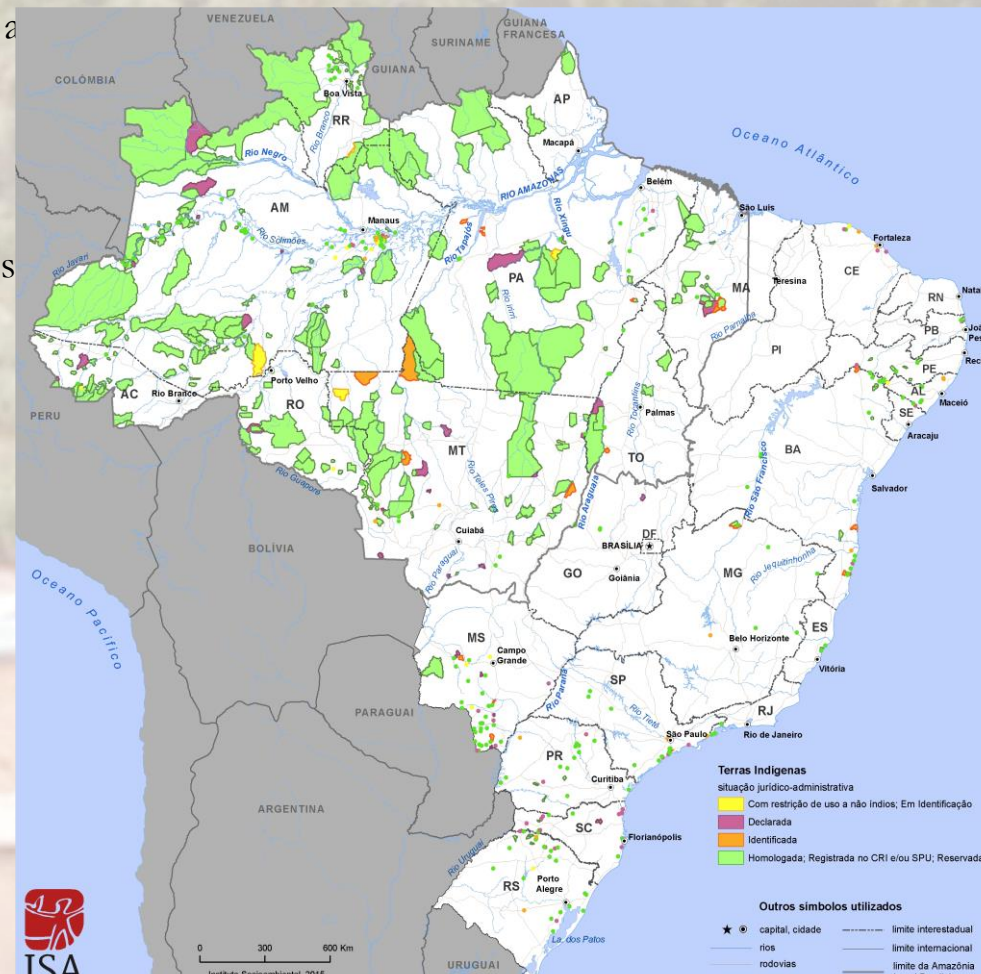 a
s
VENEZUELA
GUIANA
FRANCESA
SURINAME
GUIANA
COLÔMBIA
Boa Vista
RR
Rio Branco
AP
Macapá
Rio Negro
RIO AMAZONAS
Oceano Atlântico
Belém
São Luis
AM
Manaus
Rio Solimões
Rio Tapajós
Rio Xingu
Fortaleza
Rio Javari
PA
Rio Iriri
MA
Teresina
CE
RN
Natal
Rio Parnaíba
PB
PI
PE
AC
Rio Branco
Porto Velho
RO
AL
Maceió
SE
Aracaju
PERU
Palmas
Rio Tocantins
TO
BA
MT
Rio Teles Pires
Rio Araguaia
Rio São Francisco
Salvador
Rio Guaporé
Cuiabá
Rio Paraguai
BOLÍVIA
BRASÍLIA
DF
GO
Goiânia
MG
Rio Jequitinhonha
Oceano Pacífico
MS
Campo
Grande
Belo Horizonte
ES
Vitória
SP
Rio Paraná
Rio Tietê
RJ
PARAGUAI
São Paulo
Rio de Janeiro
PR
Curitiba
ARGENTINA
SC
Florianópolis
Rio Uruguai
RS
Porto
Alegre
La. dos Patos
URUGUAI
Terras Indígenas
situação jurídico-administrativa
Com restrição de uso a não índios; Em Identificação
Declarada
Identificada
Homologada; Registrada no CRI e/ou SPU; Reservada
Outros símbolos utilizados
capital, cidade
limite interestadual
rios
limite internacional
rodovias
limite da Amazônia
0 300 600 Km
Instituto Socioambiental, 2015
ISA